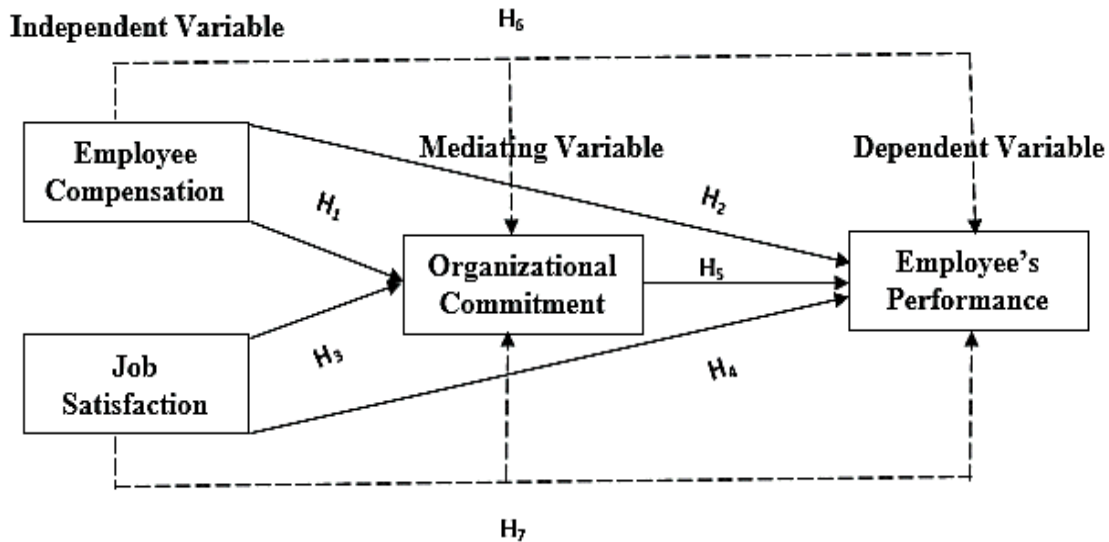 Independent Variable
H₆
Employee
Compensation
Mediating Variable
Dependent Variable
H₁
H₂
Organizational
Commitment
H₅
Employee’s
Performance
H₃
H₄
Job
Satisfaction
H₇